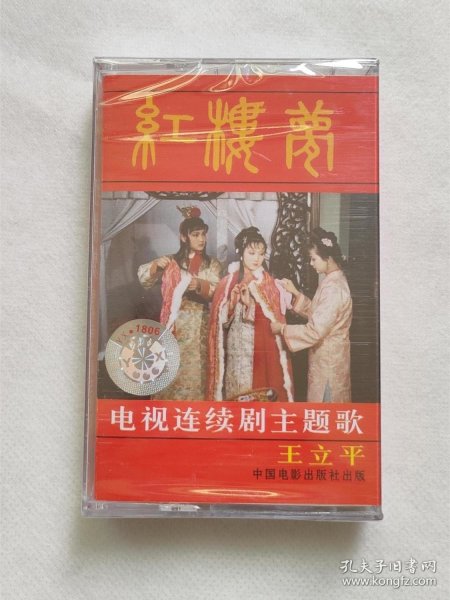 紅樓夢
1806
电视连续剧主题歌
王立平
中国电影出版社出版
孔夫子旧书网
www.kongfz.com